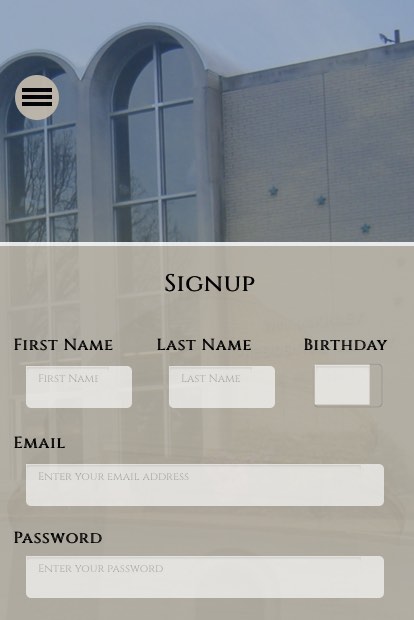 Signup
First Name Last Name Birthday
First Name Last Name
Email
Enter your email address
Password
Enter your password